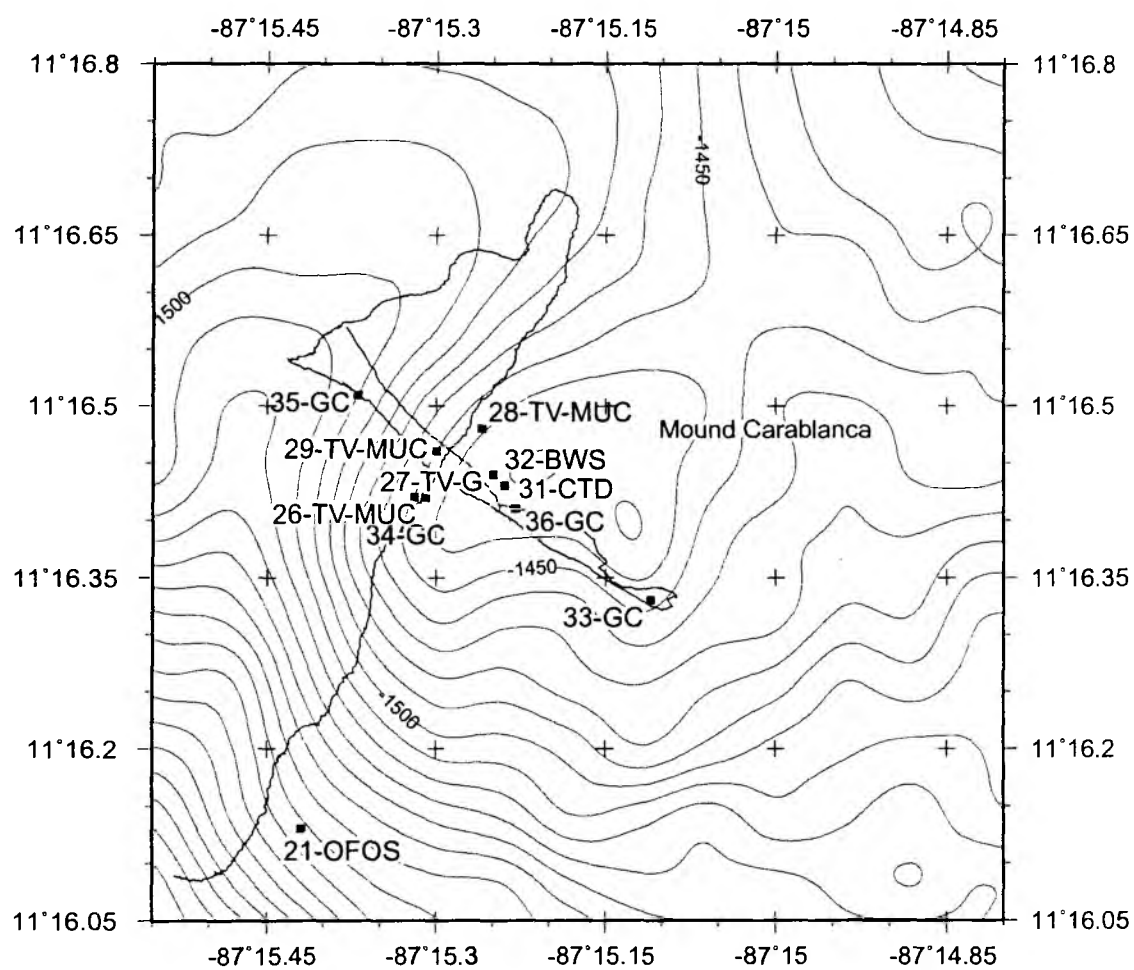 -87˚15.45 -87˚15.3 -87˚15.15 -87˚15 -87˚14.85
11˚16.8 11˚16.8
-1450
11˚16.65 11˚16.65
-1500
35-GC
11˚16.5 28-TV-MUC 11˚16.5
Mound Carablanca
29-TV-MUC
32-BWS
27-TV-G
31-CTD
26-TV-MUC
36-GC
34-GC
-1450
11˚16.35 11˚16.35
33-GC
-1500
11˚16.2 11˚16.2
21-OFOS
11˚16.05 11˚16.05
-87˚15.45 -87˚15.3 -87˚15.15 -87˚15 -87˚14.85